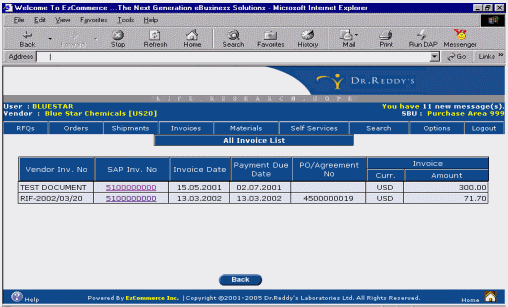 Welcome To EzCommerce ...The Next Generation eBusiness Solutions - Microsoft Internet Explorer
File Edit View Favorites Tools Help
Back Forward Stop Refresh Home Search Favorites History Mail Print Run DAP Messenger
Address Go Links »
DR.REDDY'S
LIFE. RESEARCH. HOPE
User : BLUESTAR You have 11 new message(s).
Vendor : Blue Star Chemicals [US20] SBU : Purchase Area 999
RFQs Orders Shipments Invoices Materials Self Services Search Options Logout
All Invoice List
Vendor Inv. No SAP Inv. No Invoice Date Payment Due Date PO/Agreement No Invoice
Curr. Amount
TEST DOCUMENT 5100000000 15.05.2001 02.07.2001 USD 300.00
RIF-2002/03/20 5100000000 13.03.2002 13.03.2002 4500000019 USD 71.70
Back
Help Powered By EzCommerce Inc. | Copyright ©2001-2005 Dr.Reddy's Laboratories Ltd. All Rights Reserved. Home